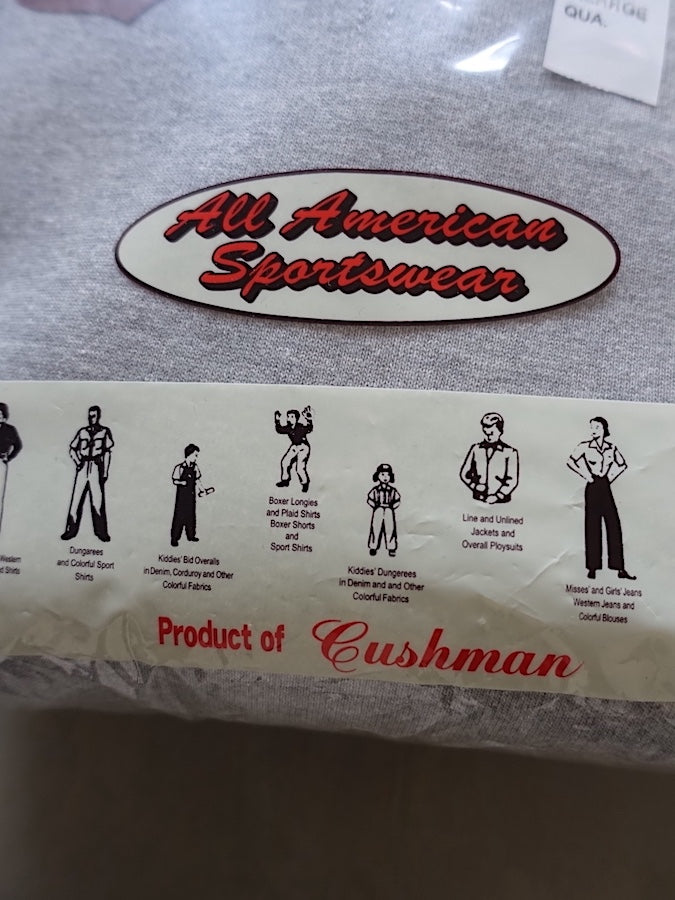 QUA.
All American
Sportswear
Western
Shirts
Dungarees
and Colorful Sport
Shirts
Kiddies' Bid Overalls
in Denim, Corduroy and Other
Colorful Fabrics
Boxer Longies
and Plaid Shirts
Boxer Shorts
and
Sport Shirts
Kiddies' Dungerees
in Denim and and Other
Colorful Fabrics
Line and Unlined
Jackets and
Overall Ploysuits
Misses' and Girls' Jeans
Western Jeans and
Colorful Blouses
Product of Cushman